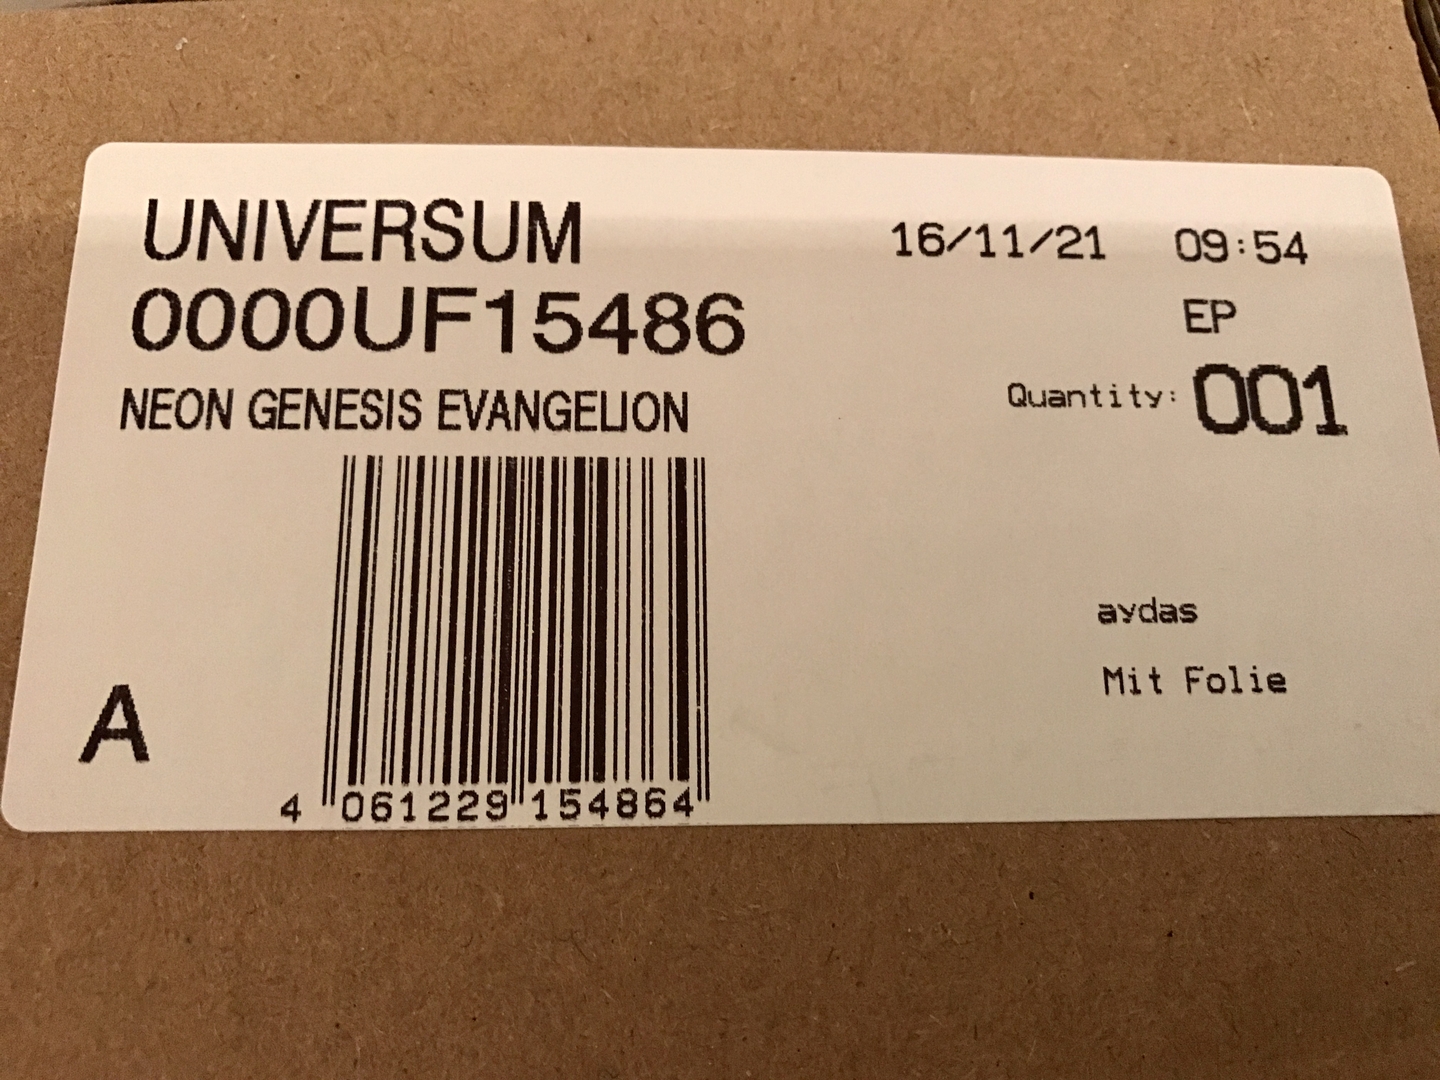 UNIVERSUM
0000UF15486
NEON GENESIS EVANGELION
16/11/21 09:54
EP
Quantity: 001
aydas
Mit Folie
A
4 061229 154864